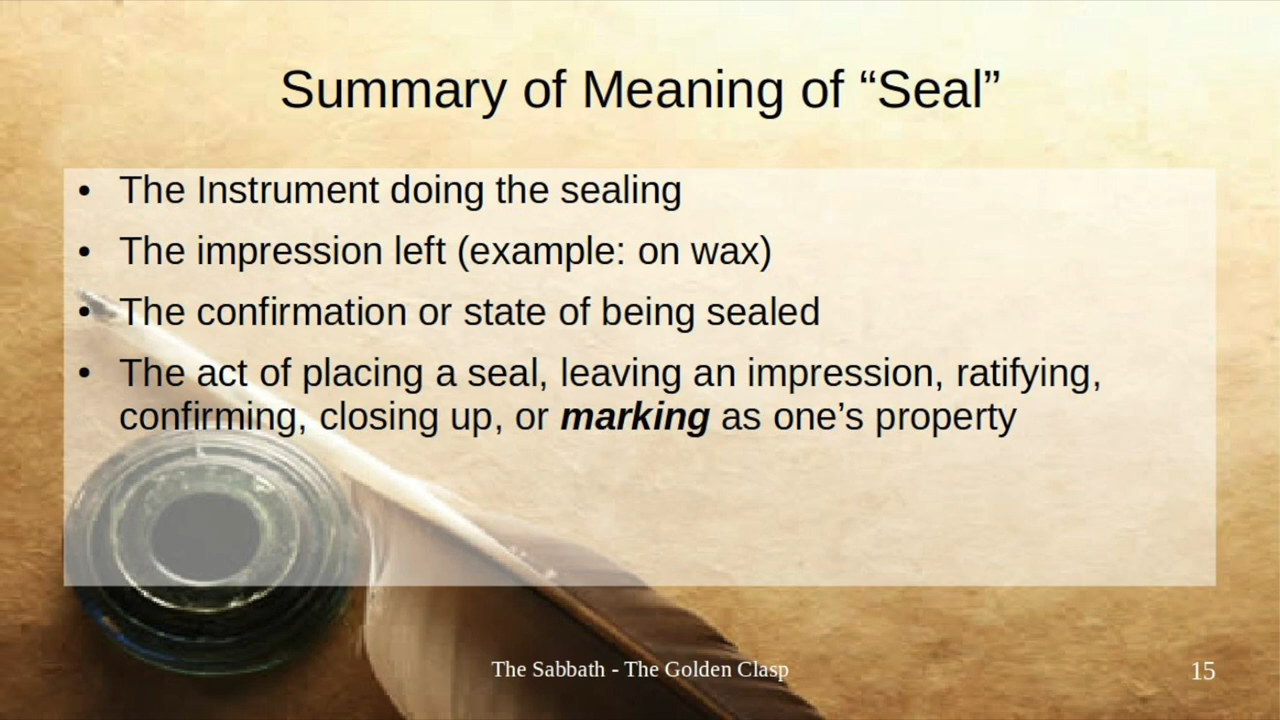 Summary of Meaning of “Seal”
• The Instrument doing the sealing
• The impression left (example: on wax)
• The confirmation or state of being sealed
• The act of placing a seal, leaving an impression, ratifying,
confirming, closing up, or marking as one’s property
The Sabbath - The Golden Clasp
15